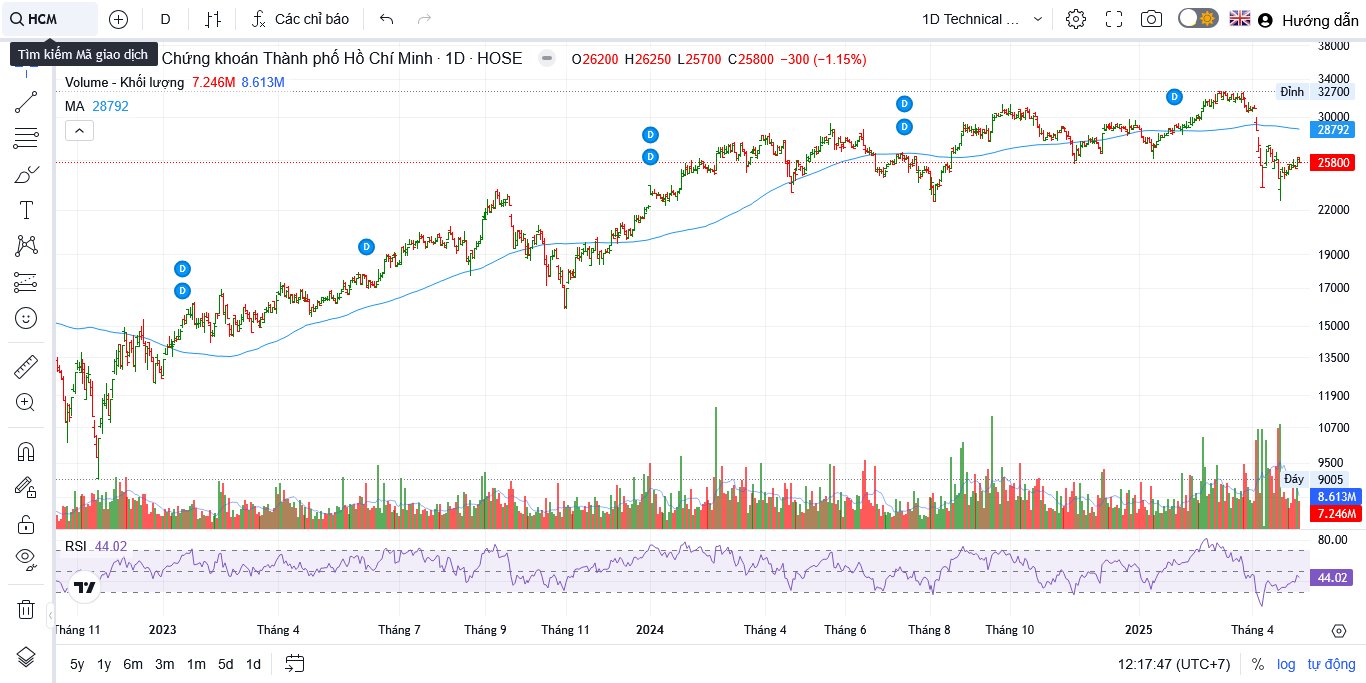 HCM D Các chỉ báo 1D Technical ... Hướng dẫn
Tìm kiếm Mã giao dịch
Chứng khoán Thành phố Hồ Chí Minh · 1D · HOSE O26200 H26250 L25700 C25800 −300 (−1.15%)
Volume - Khối lượng 7.246M 8.613M
MA 28792
38000
34000
Đỉnh 32700
30000
28792
25800
22000
19000
17000
15000
13500
11900
10700
9500
Đáy 9005
8.613M
7.246M
D
D
D
D
D
D
D
D
RSI 44.02
80.00
44.02
Tháng 11 2023 Tháng 4 Tháng 7 Tháng 9 Tháng 11 2024 Tháng 4 Tháng 6 Tháng 8 Tháng 10 2025 Tháng 4
5y 1y 6m 3m 1m 5d 1d 12:17:47 (UTC+7) % log tự động